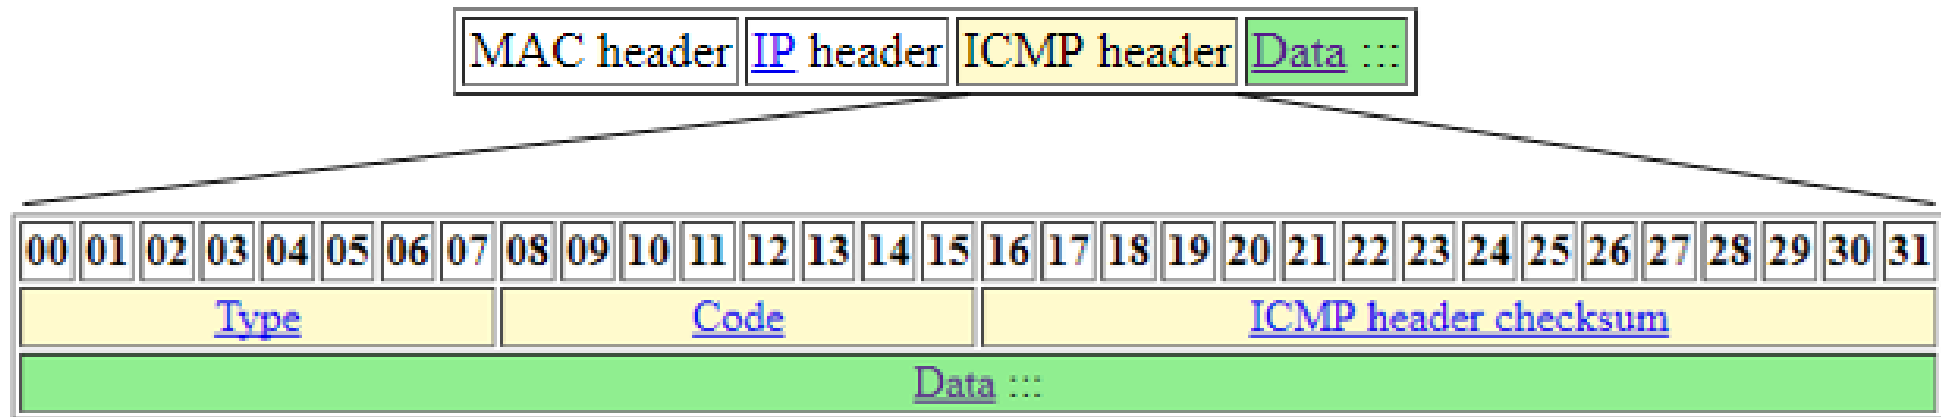 MAC header IP header ICMP header Data :::
00 01 02 03 04 05 06 07 08 09 10 11 12 13 14 15 16 17 18 19 20 21 22 23 24 25 26 27 28 29 30 31
Type Code ICMP header checksum
Data :::